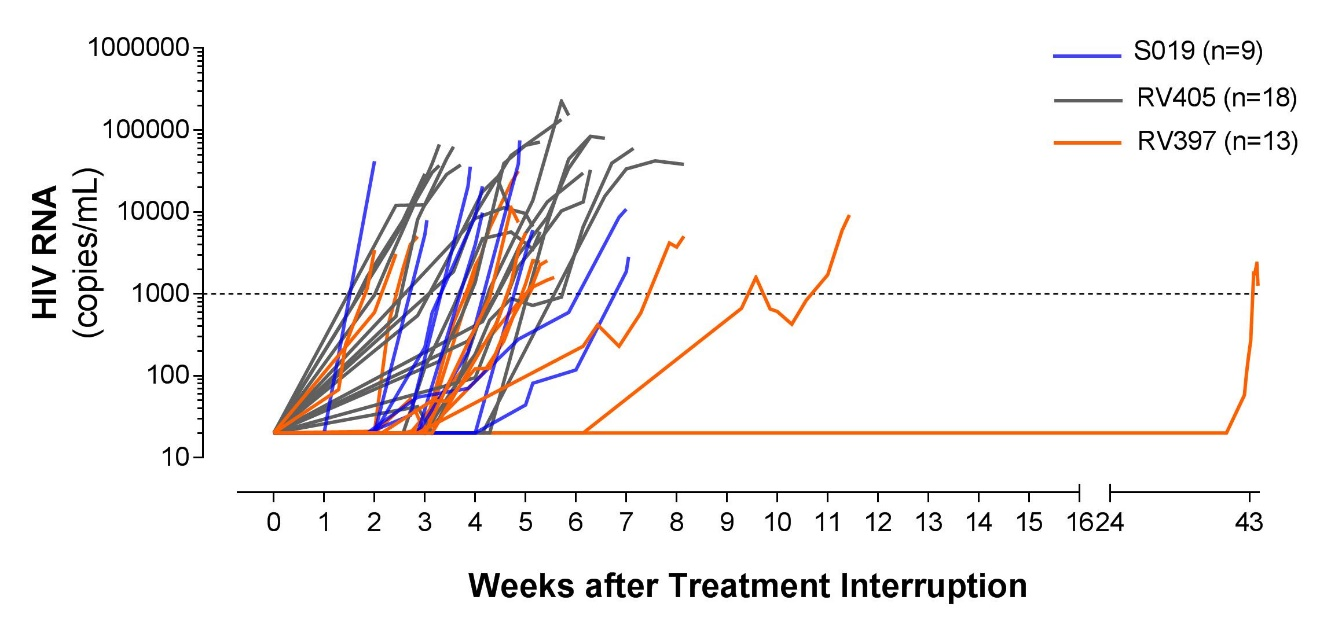 S019 (n=9)
RV405 (n=18)
RV397 (n=13)
HIV RNA
(copies/mL)
1000000
100000
10000
1000
100
10
0 1 2 3 4 5 6 7 8 9 10 11 12 13 14 15 16 24 43
Weeks after Treatment Interruption